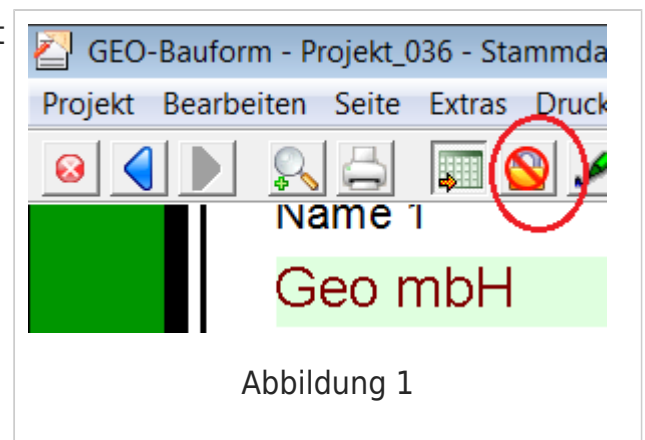 GEO-Bauform - Projekt_036 - Stammda
Projekt Bearbeiten Seite Extras Druck
Name 1
Geo mbH
Abbildung 1